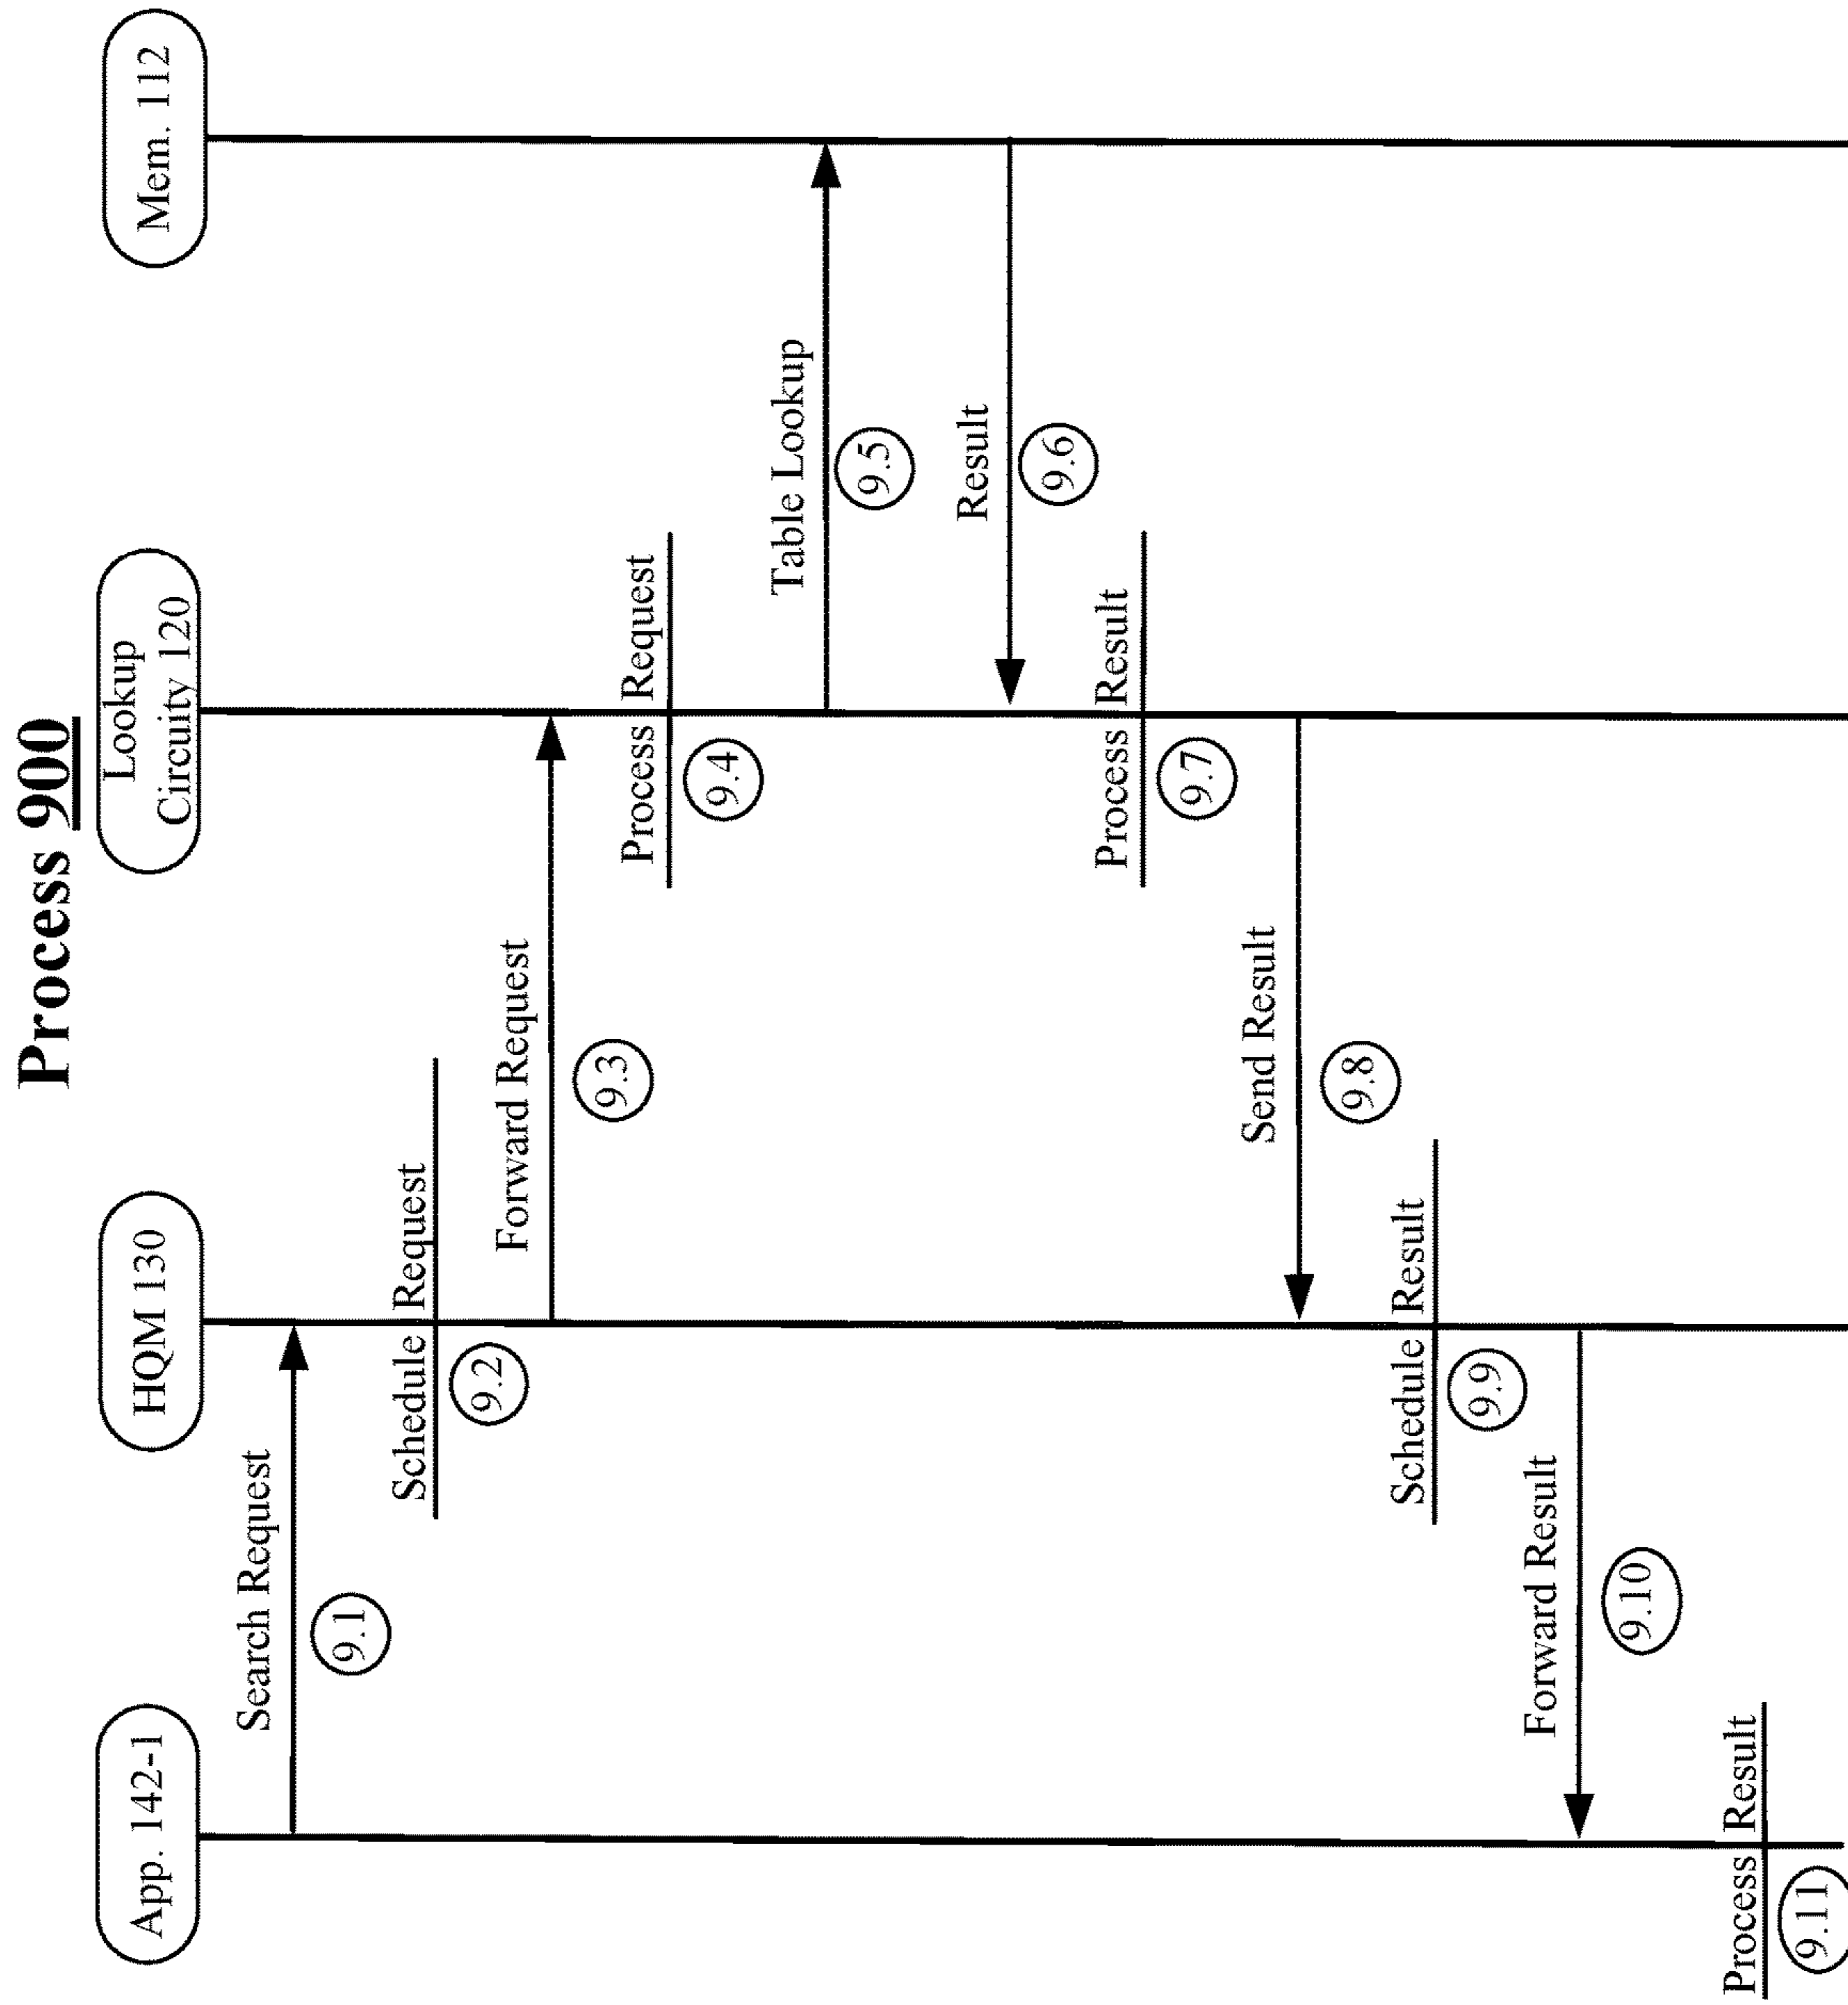 Process 900
App. 142-1
HQM 130
Lookup
Circuity 120
Mem. 112
Search Request
9.1
Schedule Request
9.2
Forward Request
9.3
Process Request
9.4
Table Lookup
9.5
Result
9.6
Process Result
9.7
Send Result
9.8
Schedule Result
9.9
Forward Result
9.10
Process Result
9.11